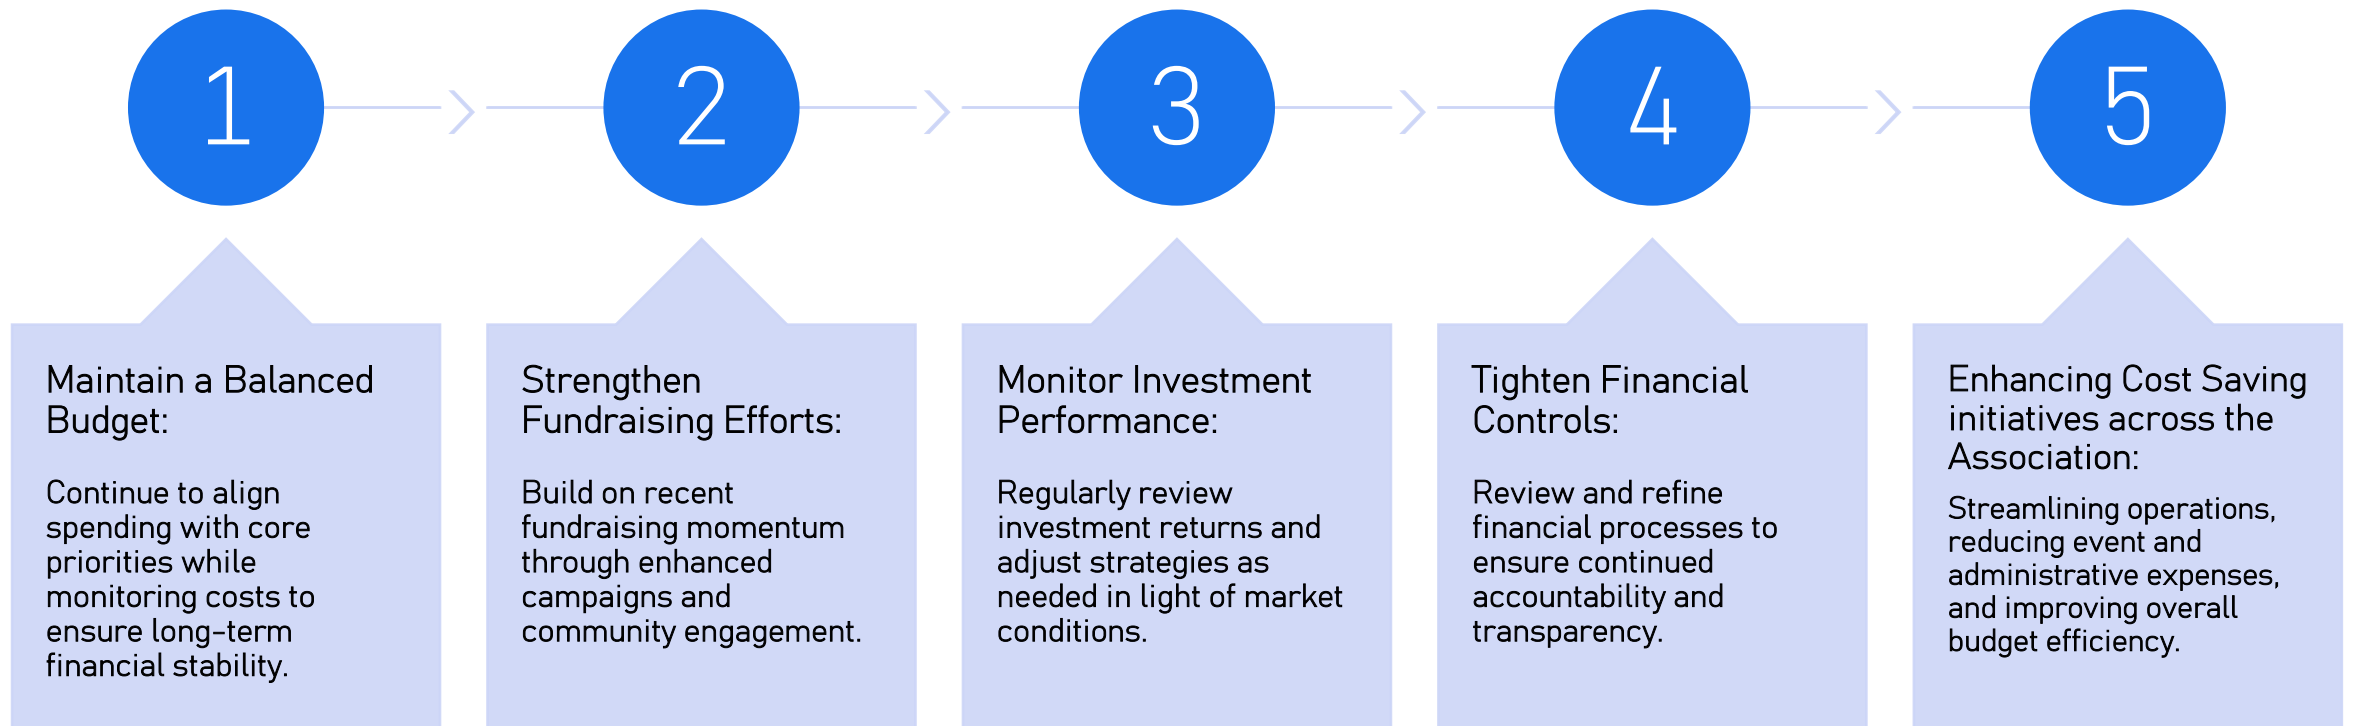 1
2
3
4
5
Maintain a Balanced
Budget:
Continue to align
spending with core
priorities while
monitoring costs to
ensure long-term
financial stability.
Strengthen
Fundraising Efforts:
Build on recent
fundraising momentum
through enhanced
campaigns and
community engagement.
Monitor Investment
Performance:
Regularly review
investment returns and
adjust strategies as
needed in light of market
conditions.
Tighten Financial
Controls:
Review and refine
financial processes to
ensure continued
accountability and
transparency.
Enhancing Cost Saving
initiatives across the
Association:
Streamlining operations,
reducing event and
administrative expenses,
and improving overall
budget efficiency.